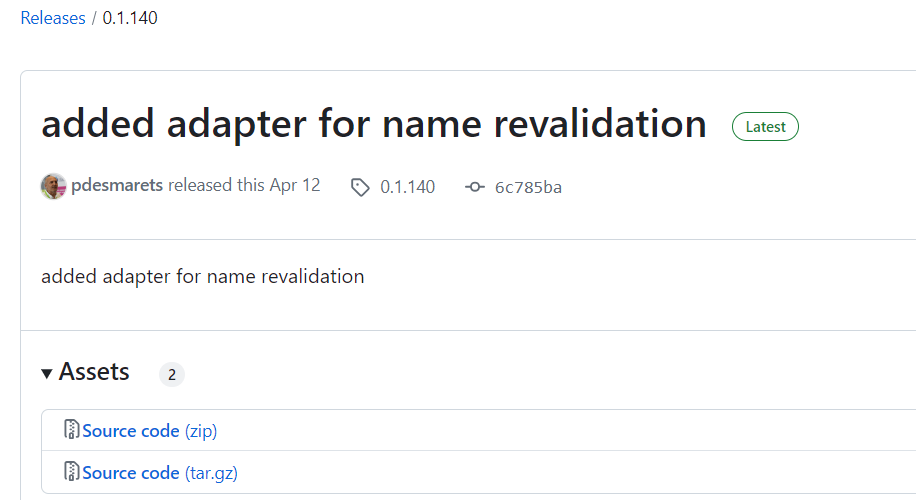 Releases / 0.1.140
added adapter for name revalidation Latest
pdesmarets released this Apr 12 0.1.140 6c785ba
added adapter for name revalidation
Assets 2
Source code (zip)
Source code (tar.gz)